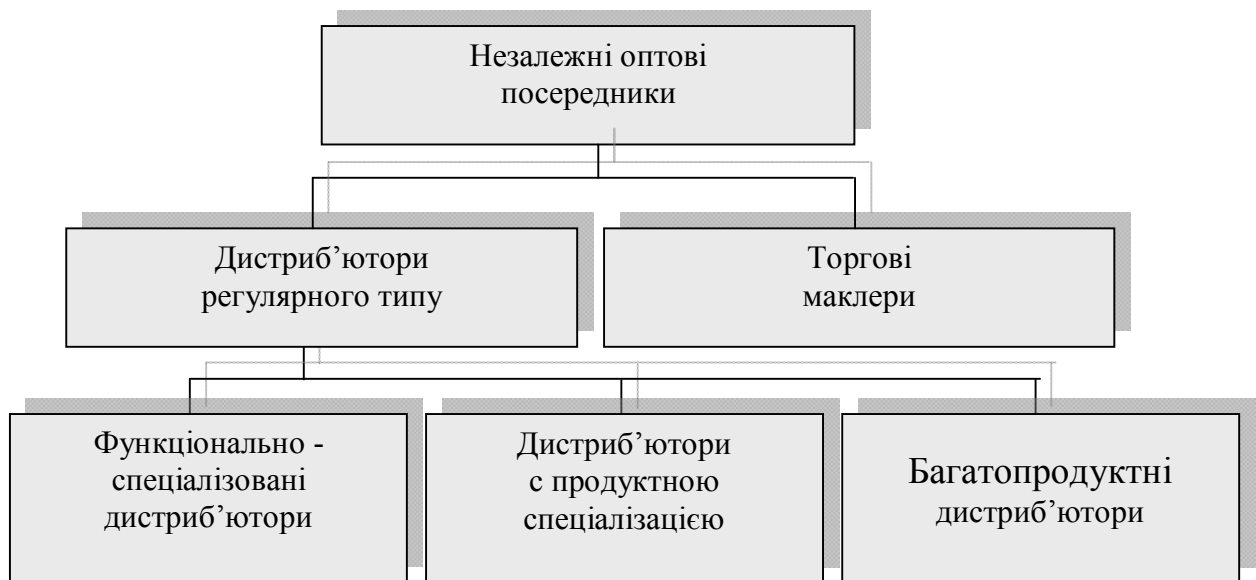 Незалежні оптові
посередники
Дистриб’ютори
регулярного типу
Торгові
маклери
Функціонально -
спеціалізовані
дистриб’ютори
Дистриб’ютори
с продуктною
спеціалізацією
Багатопродуктні
дистриб’ютори